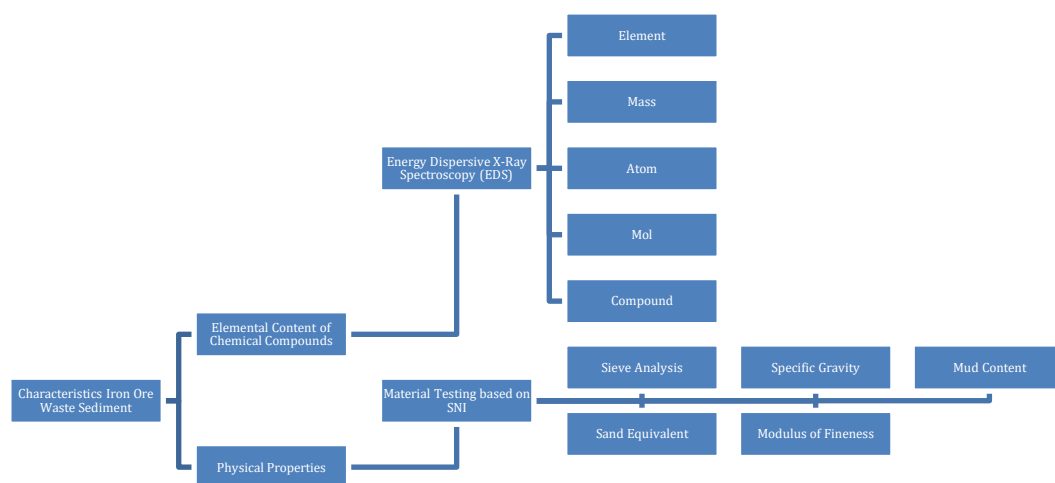 Element
Mass
Energy Dispersive X-Ray
Spectroscopy (EDS)
Atom
Mol
Compound
Elemental Content of
Chemical Compounds
Sieve Analysis
Specific Gravity
Mud Content
Characteristics Iron Ore
Waste Sediment
Material Testing based on
SNI
Sand Equivalent
Modulus of Fineness
Physical Properties